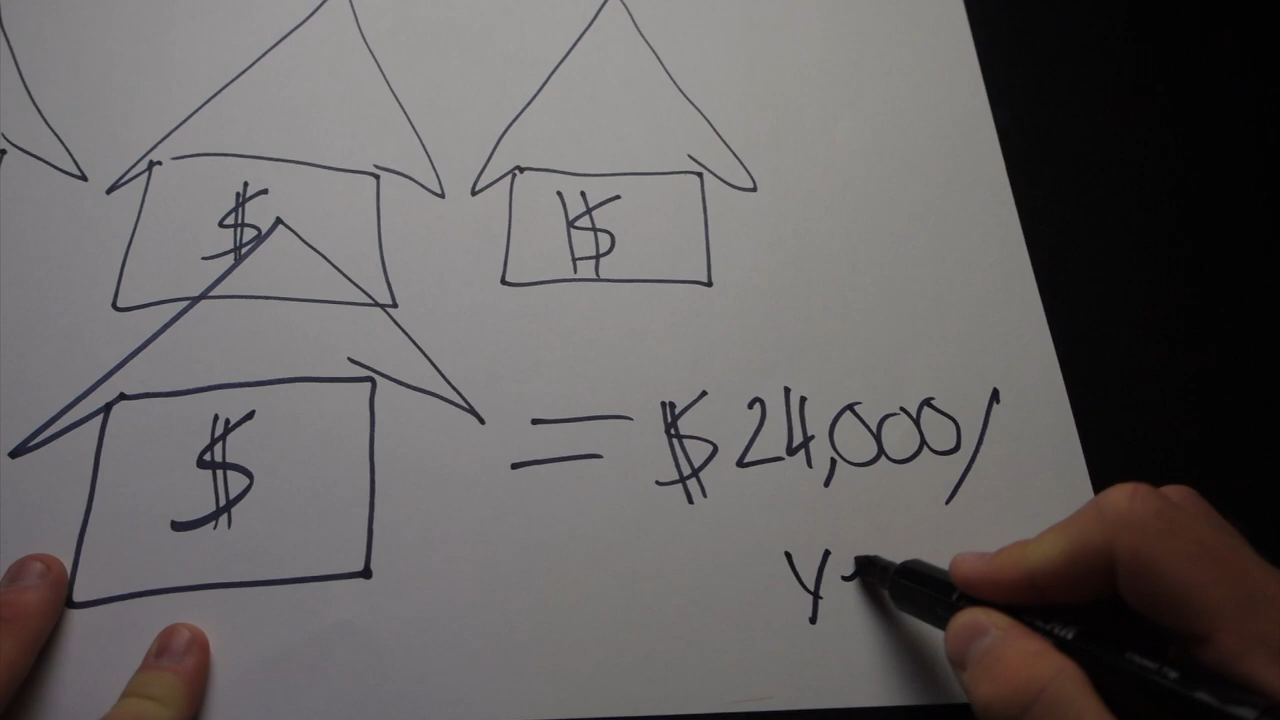 $ $
$ = $24,000/
y